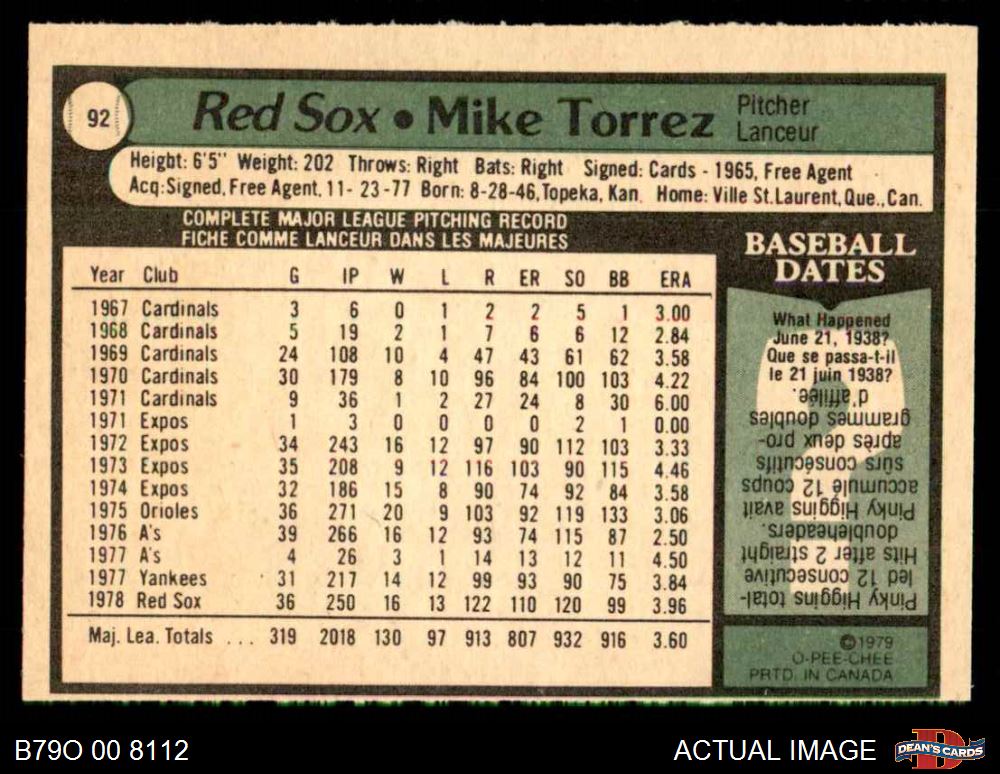 92
Red Sox • Mike Torrez
Pitcher
Lanceur
Height: 6'5" Weight: 202 Throws: Right Bats: Right Signed: Cards - 1965, Free Agent
Acq: Signed, Free Agent, 11-23-77 Born: 8-28-46, Topeka, Kan. Home: Ville St. Laurent, Que., Can.
COMPLETE MAJOR LEAGUE PITCHING RECORD
FICHE COMME LANCEUR DANS LES MAJEURES
Year Club G IP W L R ER SO BB ERA
1967 Cardinals 3 6 0 1 2 2 5 1 3.00
1968 Cardinals 5 19 2 1 7 6 6 12 2.84
1969 Cardinals 24 108 10 4 47 43 61 62 3.58
1970 Cardinals 30 179 8 10 96 84 100 103 4.22
1971 Cardinals 9 36 1 2 27 24 8 30 6.00
1971 Expos 1 3 0 0 0 0 2 1 0.00
1972 Expos 34 243 16 12 97 90 112 103 3.33
1973 Expos 35 208 9 12 116 103 90 115 4.46
1974 Expos 32 186 15 8 90 74 92 84 3.58
1975 Orioles 36 271 20 9 103 92 119 133 3.06
1976 A's 39 266 16 12 93 74 115 87 2.50
1977 A's 4 26 3 1 14 13 12 11 4.50
1977 Yankees 31 217 14 12 99 93 90 75 3.84
1978 Red Sox 36 250 16 13 122 110 120 99 3.96
Maj. Lea. Totals ... 319 2018 130 97 913 807 932 916 3.60
BASEBALL
DATES
What Happened
June 21, 1938?
Que se passa-t-il
le 21 juin 1938?
Pinky Higgins total-
led 12 consecutive
Hits after 2 straight
doubleheaders.
Pinky Higgins avait
accumule 12 coups
sûrs consécutifs
après deux pro-
grammes doubles
d'affilée.
©1979
O-PEE-CHEE
PRTD. IN CANADA
B79O 00 8112
ACTUAL IMAGE
D
DEAN'S CARDS